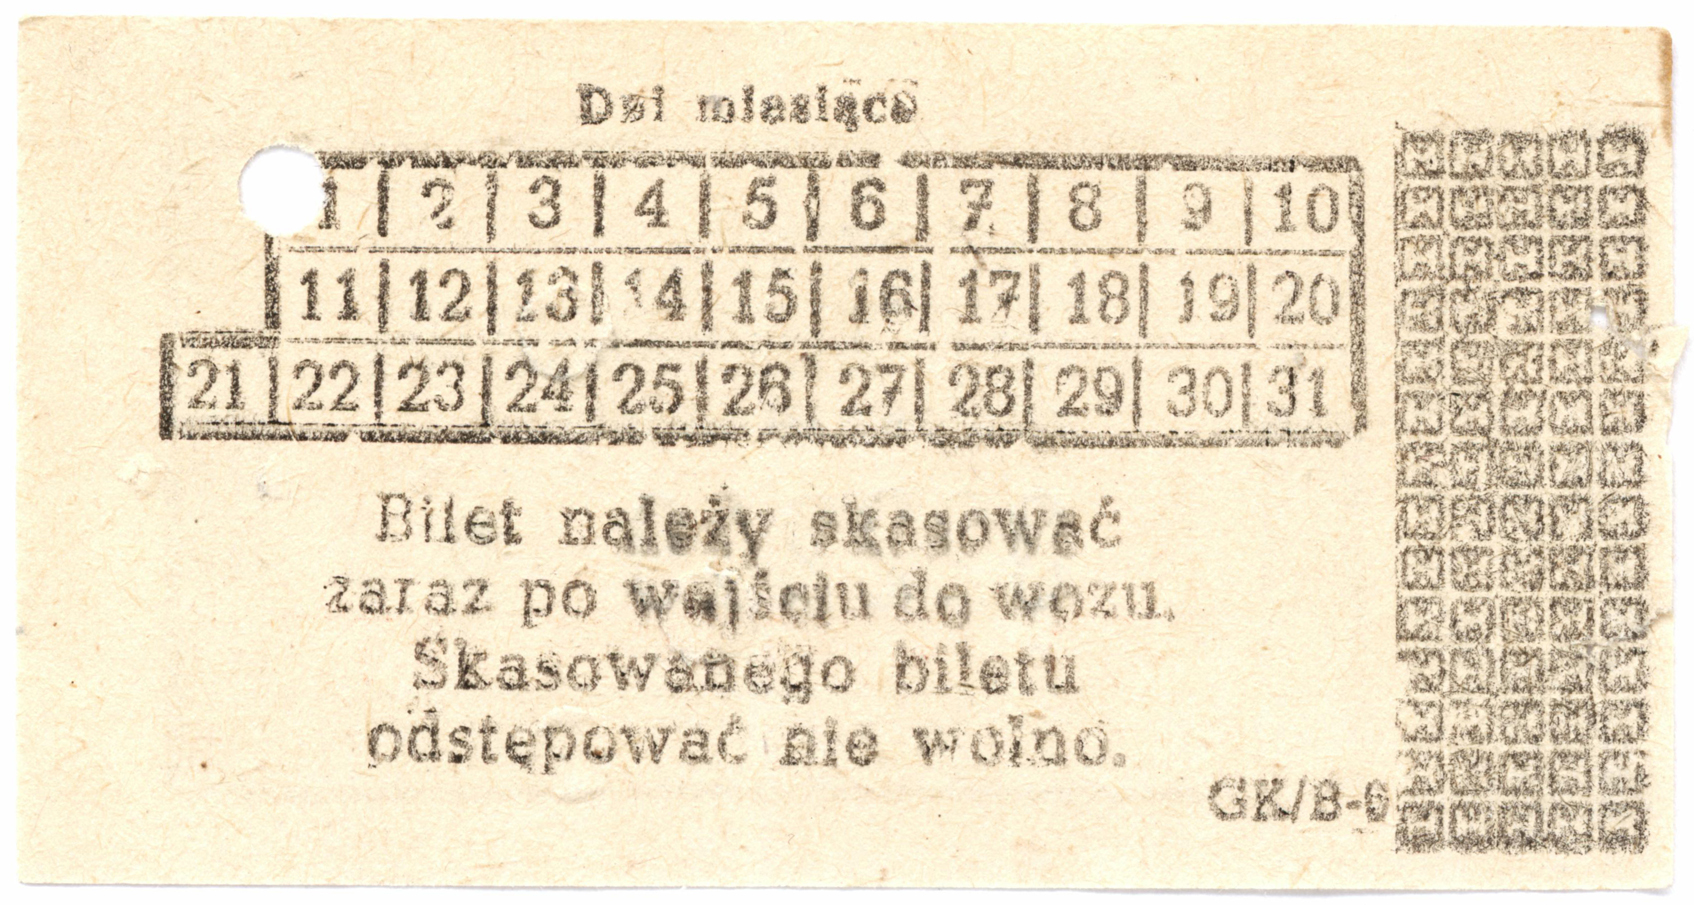 Dni miesiąca
1 2 3 4 5 6 7 8 9 10
11 12 13 14 15 16 17 18 19 20
21 22 23 24 25 26 27 28 29 30 31
Bilet należy skasować
zaraz po wejściu do wozu.
Skasowanego biletu
odstępować nie wolno.
GK/B-6